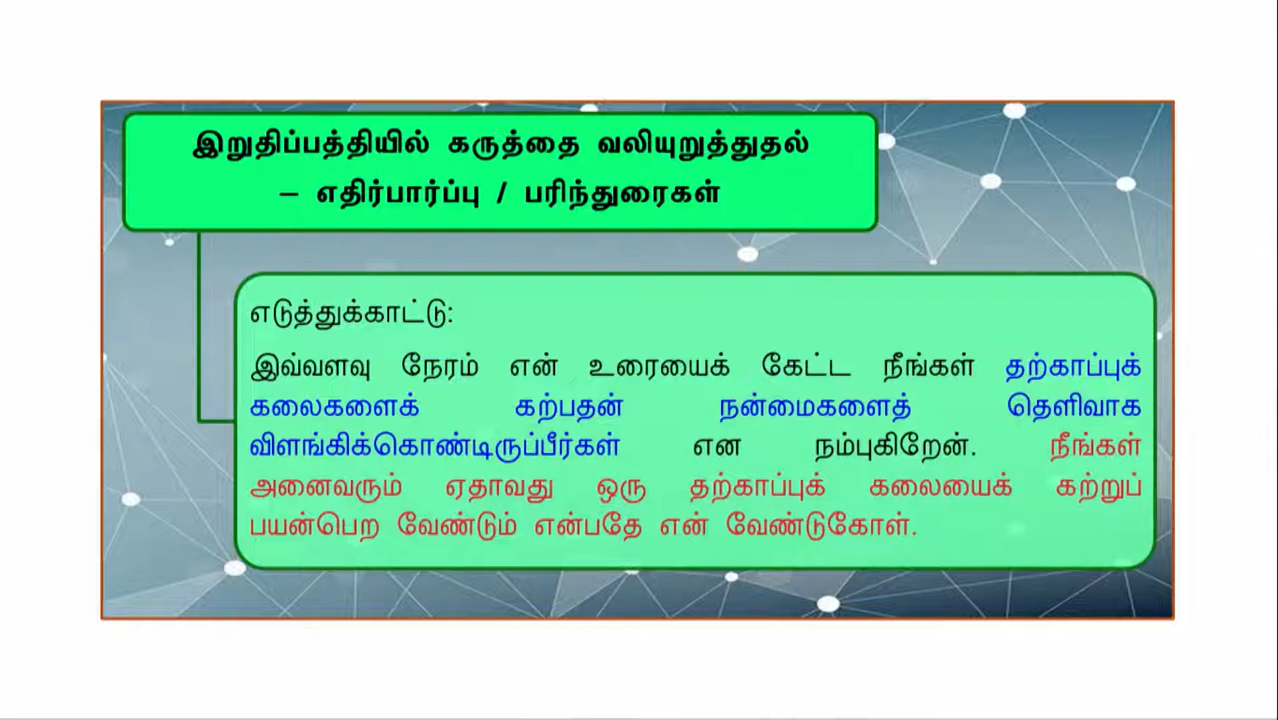 இறுதிப்பத்தியில் கருத்தை வலியுறுத்துதல்
– எதிர்பார்ப்பு / பரிந்துரைகள்
எடுத்துக்காட்டு:
இவ்வளவு நேரம் என் உரையைக் கேட்ட நீங்கள் தற்காப்புக்
கலைகளைக் கற்பதன் நன்மைகளைத் தெளிவாக
விளங்கிக்கொண்டிருப்பீர்கள் என நம்புகிறேன். நீங்கள்
அனைவரும் ஏதாவது ஒரு தற்காப்புக் கலையைக் கற்றுப்
பயன்பெற வேண்டும் என்பதே என் வேண்டுகோள்.